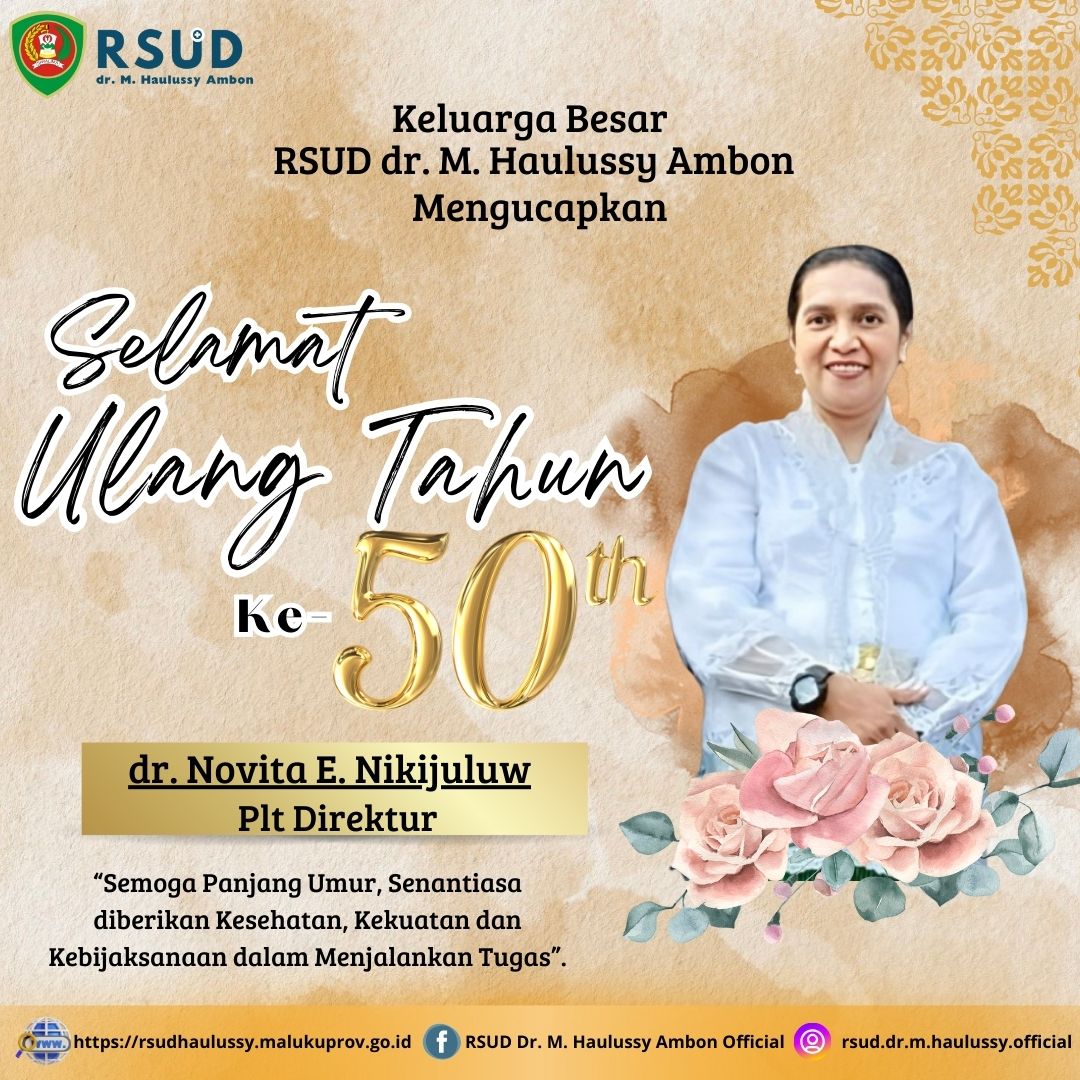 RSUD
dr. M. Haulussy Ambon
Keluarga Besar
RSUD dr. M. Haulussy Ambon
Mengucapkan
Selamat
Ulang Tahun
Ke-50th
dr. Novita E. Nikijuluw
Plt Direktur
“Semoga Panjang Umur, Senantiasa
diberikan Kesehatan, Kekuatan dan
Kebijaksanaan dalam Menjalankan Tugas”.
www. https://rsudhaulussy.malukuprov.go.id RSUD Dr. M. Haulussy Ambon Official rsud.dr.m.haulussy.official